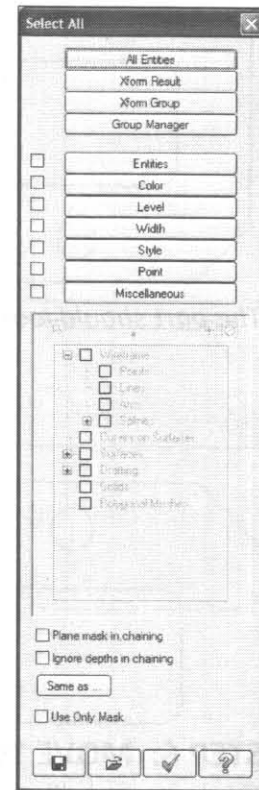 Select All
All Entities
Xform Result
Xform Group
Group Manager
Entities
Color
Level
Width
Style
Point
Miscellaneous
Wireframe
Points
Lines
Arcs
Spline
Curves on Surfaces
Surfaces
Drafting
Solids
Polygonal Meshes
Plane mask in chaining
Ignore depths in chaining
Same as ...
Use Only Mask